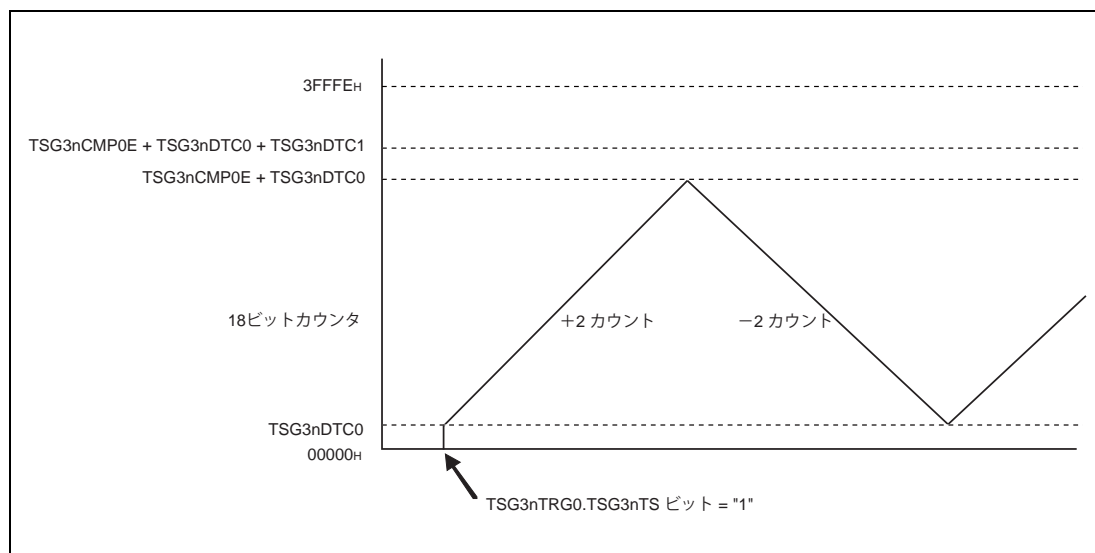 3FFFEH
TSG3nCMP0E + TSG3nDTC0 + TSG3nDTC1
TSG3nCMP0E + TSG3nDTC0
18ビットカウンタ
+2 カウント
−2 カウント
TSG3nDTC0
00000H
TSG3nTRG0.TSG3nTS ビット = "1"